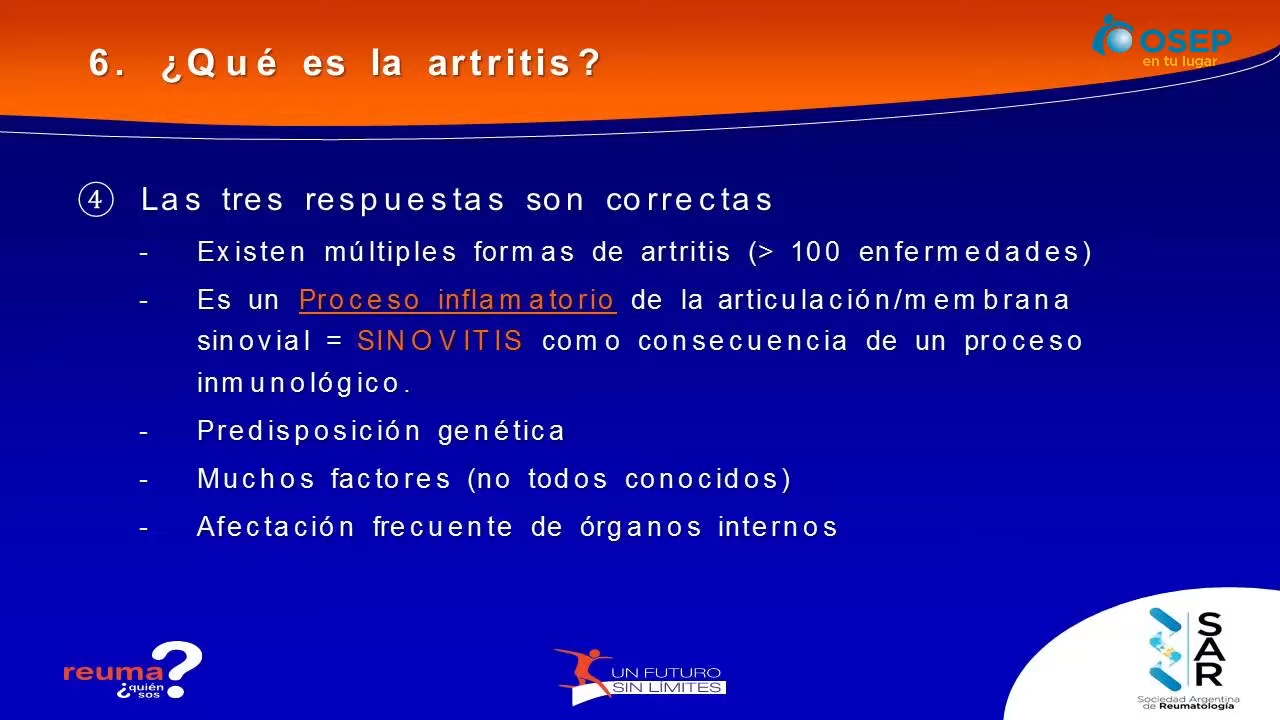 6. ¿Qué es la artritis?
OSEP
en tu lugar
④ Las tres respuestas son correctas
- Existen múltiples formas de artritis (> 100 enfermedades)
- Es un Proceso inflamatorio de la articulación/membrana
sinovial = SINOVITIS como consecuencia de un proceso
inmunológico.
- Predisposición genética
- Muchos factores (no todos conocidos)
- Afectación frecuente de órganos internos
reuma?
¿quién
sos
UN FUTURO
SIN LÍMITES
SAR
Sociedad Argentina
de Reumatología